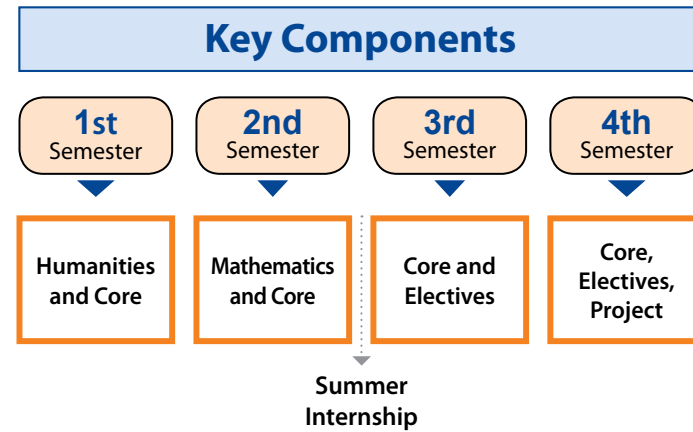 Key Components
1st
Semester
2nd
Semester
3rd
Semester
4th
Semester
Humanities
and Core
Mathematics
and Core
Core and
Electives
Core,
Electives,
Project
Summer
Internship